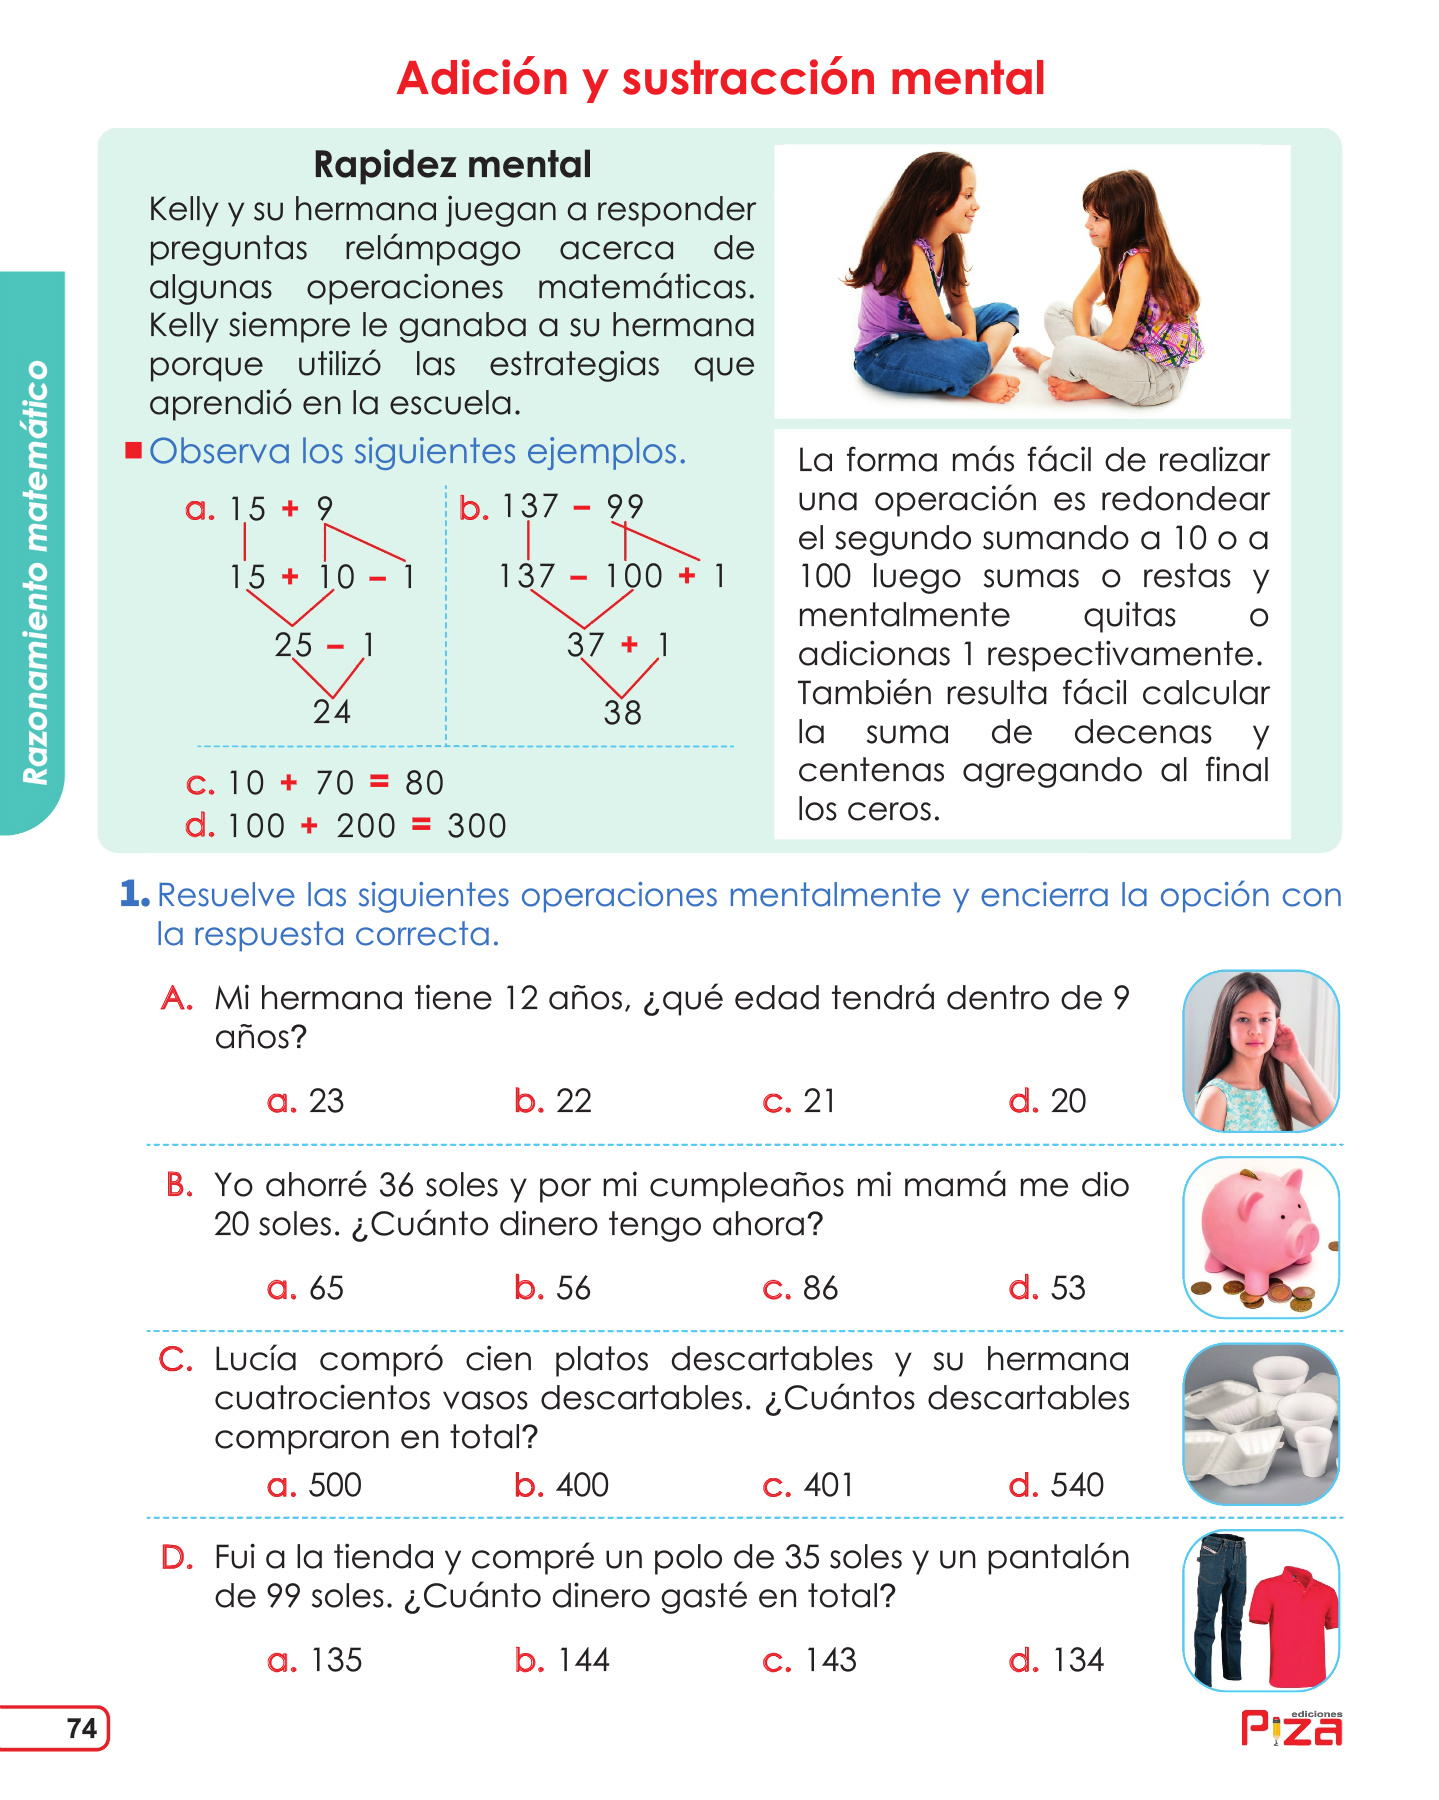 Adición y sustracción mental
Rapidez mental
Kelly y su hermana juegan a responder
preguntas relámpago acerca de
algunas operaciones matemáticas.
Kelly siempre le ganaba a su hermana
porque utilizó las estrategias que
aprendió en la escuela.
Observa los siguientes ejemplos.
a. 15 + 9
15 + 10 – 1
25 – 1
24
b. 137 – 99
137 – 100 + 1
37 + 1
38
c. 10 + 70 = 80
d. 100 + 200 = 300
La forma más fácil de realizar
una operación es redondear
el segundo sumando a 10 o a
100 luego sumas o restas y
mentalmente quitas o
adicionas 1 respectivamente.
También resulta fácil calcular
la suma de decenas y
centenas agregando al final
los ceros.
Razonamiento matemático
1. Resuelve las siguientes operaciones mentalmente y encierra la opción con
la respuesta correcta.
A. Mi hermana tiene 12 años, ¿qué edad tendrá dentro de 9
años?
a. 23 b. 22 c. 21 d. 20
B. Yo ahorré 36 soles y por mi cumpleaños mi mamá me dio
20 soles. ¿Cuánto dinero tengo ahora?
a. 65 b. 56 c. 86 d. 53
C. Lucía compró cien platos descartables y su hermana
cuatrocientos vasos descartables. ¿Cuántos descartables
compraron en total?
a. 500 b. 400 c. 401 d. 540
D. Fui a la tienda y compré un polo de 35 soles y un pantalón
de 99 soles. ¿Cuánto dinero gasté en total?
a. 135 b. 144 c. 143 d. 134
74
ediciones
Piza